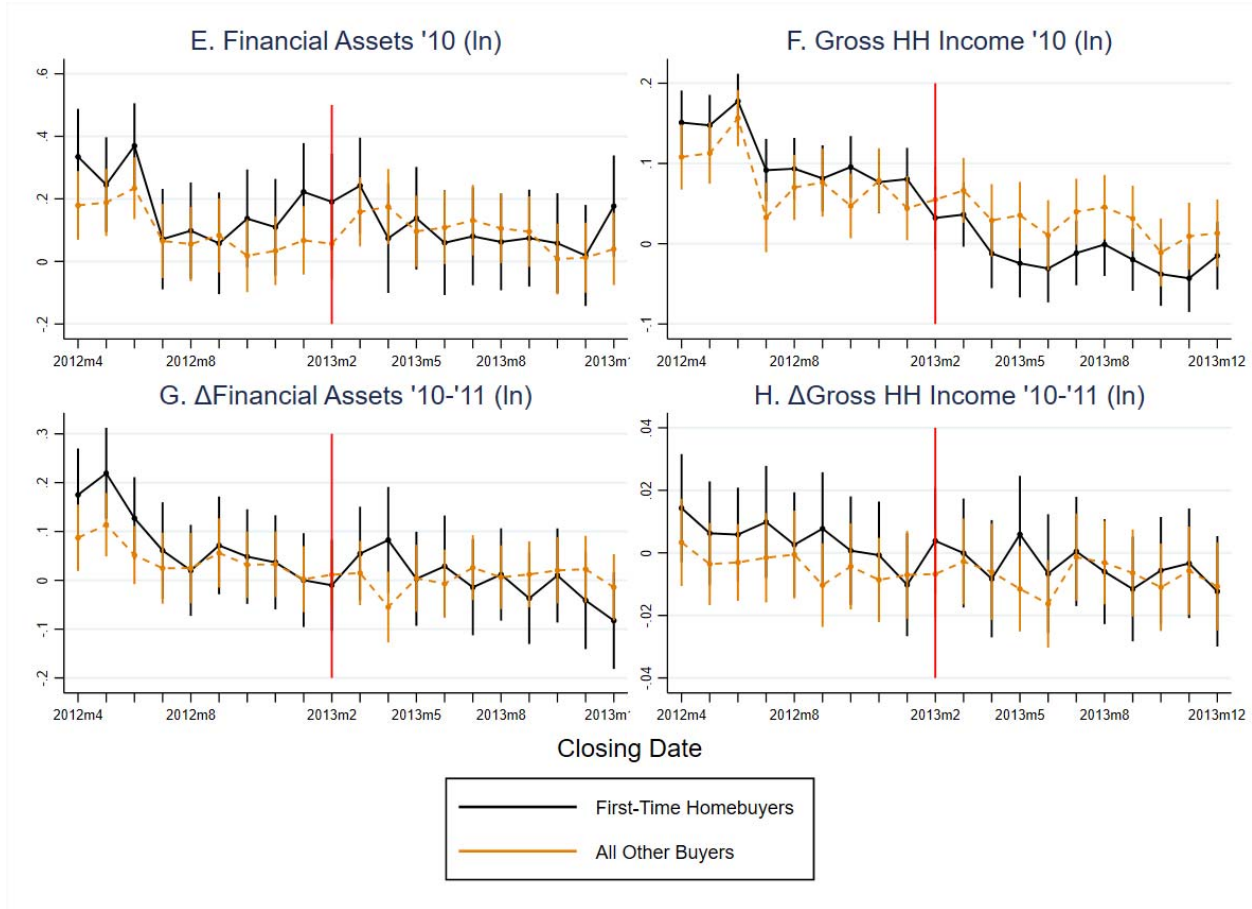 E. Financial Assets '10 (ln)
.6
.4
.2
0
-.2
2012m4 2012m8 2013m2 2013m5 2013m8
F. Gross HH Income '10 (ln)
.2
.1
0
-.1
2012m4 2012m8 2013m2 2013m5 2013m8 2013m12
G. ΔFinancial Assets '10-'11 (ln)
.3
.2
.1
0
-.1
-.2
2012m4 2012m8 2013m2 2013m5 2013m8
H. ΔGross HH Income '10-'11 (ln)
.04
.02
0
-.02
-.04
2012m4 2012m8 2013m2 2013m5 2013m8 2013m12
Closing Date
First-Time Homebuyers
All Other Buyers